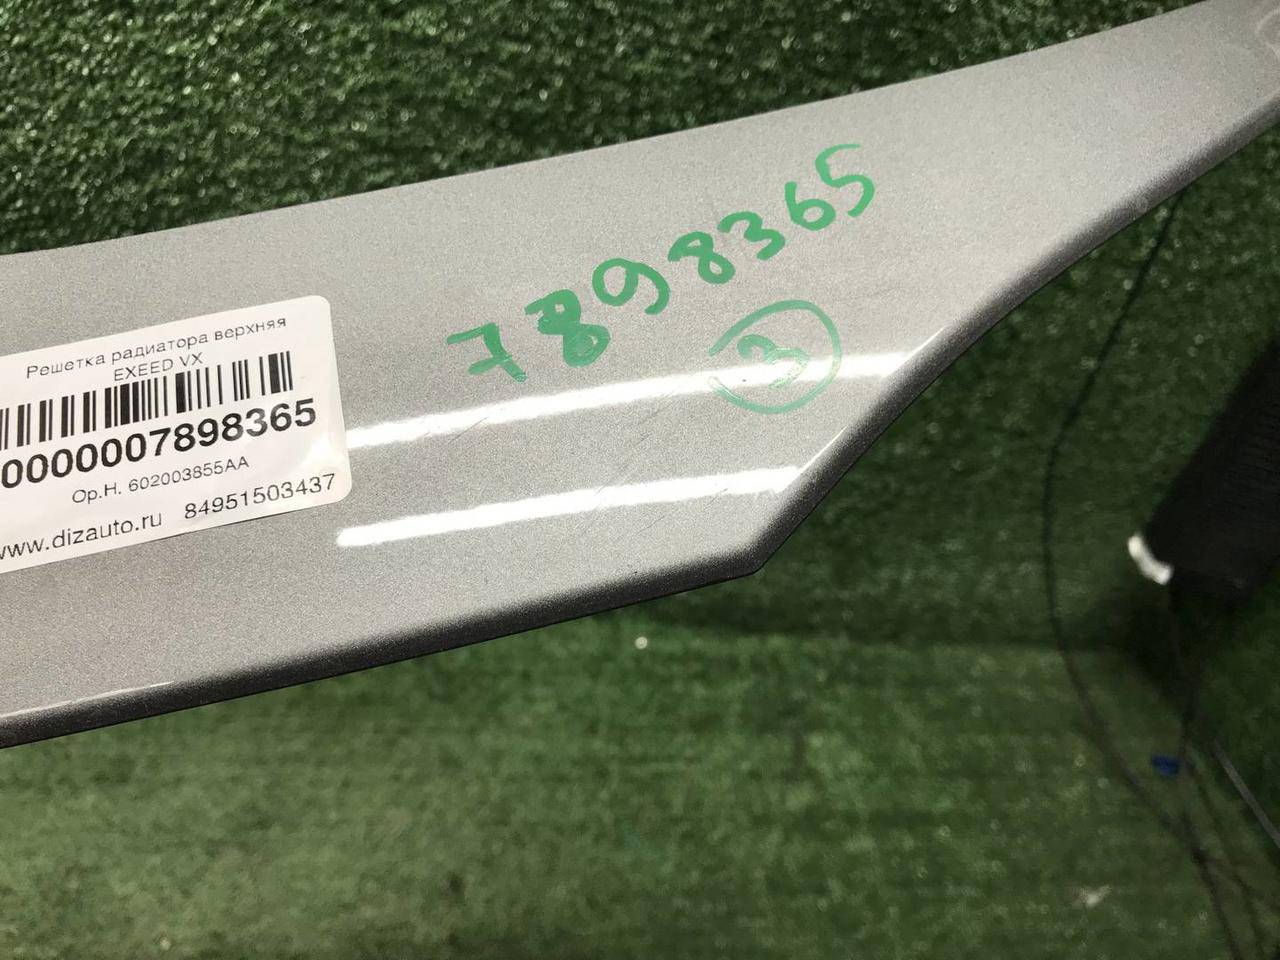 Решетка радиатора верхняя
EXEED VX
0000007898365
Ор.Н. 602003855AA
www.dizauto.ru 84951503437
7898365
3